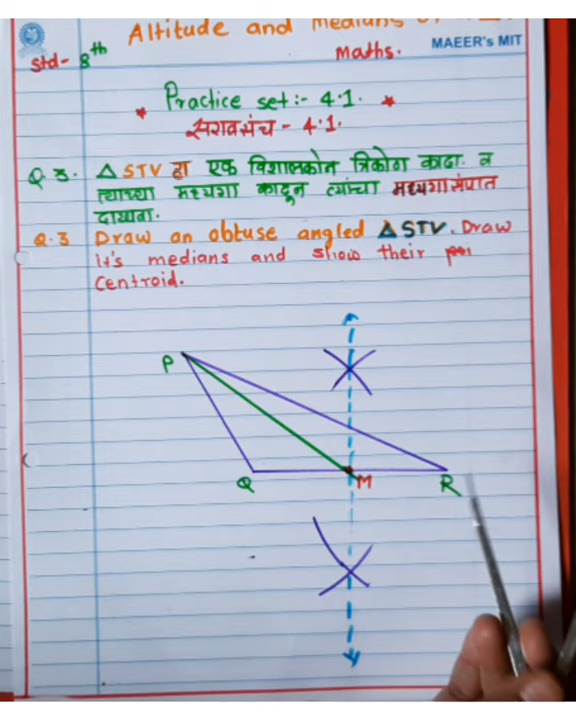 Altitude and Medians
Std- 8th
Maths.
MAEER's MIT
* Practice set:- 4.1. *
सरावसंच - 4.1.
Q 3. △STV हा एक विशालकोन त्रिकोण काढा. व
त्याच्या मध्यगा काढून त्यांचा मध्यगासंपात
दाखवा.
Q.3 Draw an obtuse angled △STV. Draw
it's medians and show their
centroid.
P
Q
M
R